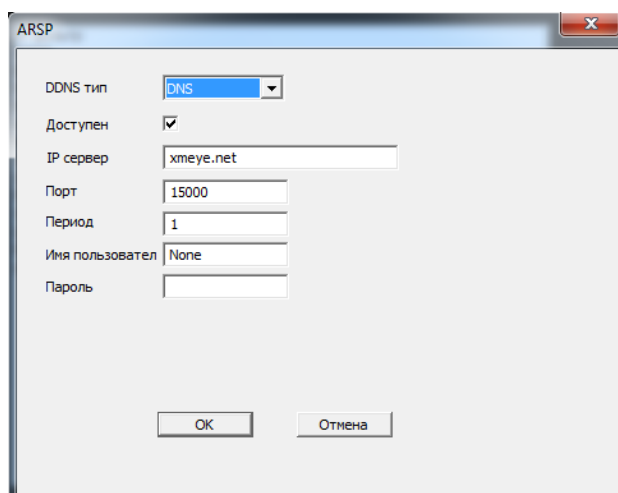 ARSP
DDNS тип DNS
Доступен
IP сервер xmeye.net
Порт 15000
Период 1
Имя пользовател None
Пароль
OK Отмена